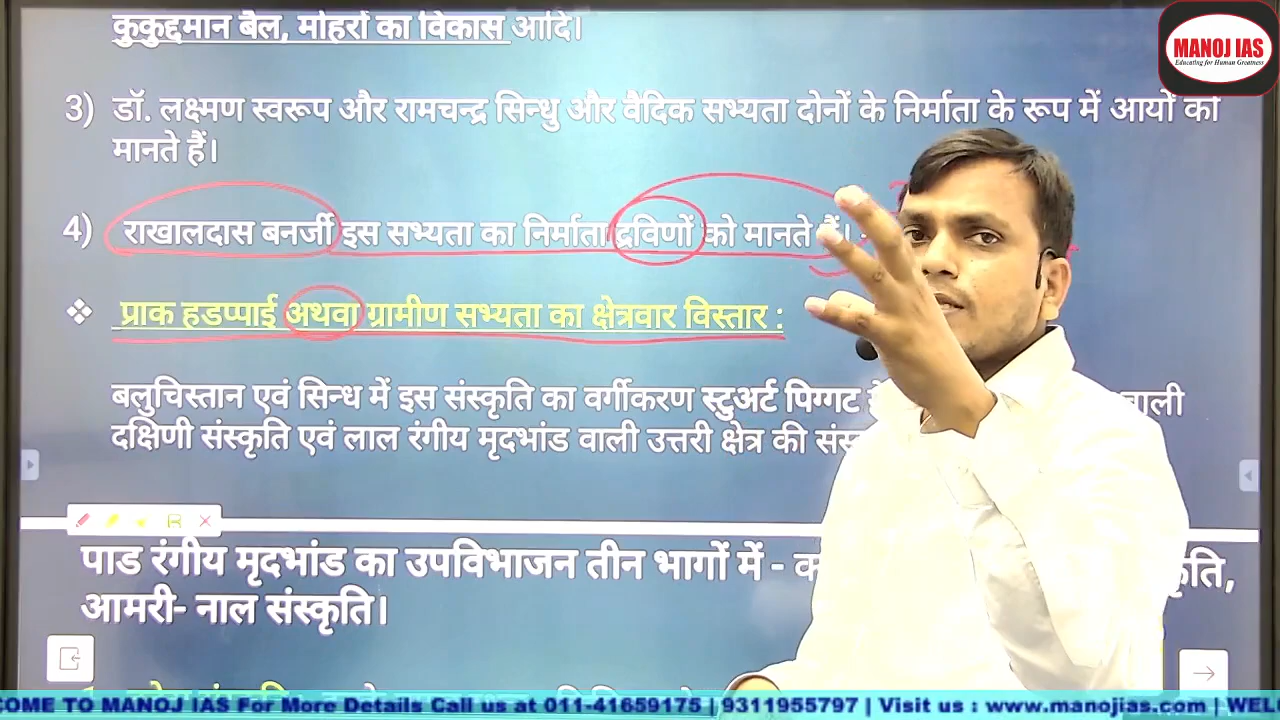 कुकुद्दमान बैल, मोहरों का विकास आदि।
MANOJ IAS
Educating for Human Greatness
3) डॉ. लक्ष्मण स्वरूप और रामचन्द्र सिन्धु और वैदिक सभ्यता दोनों के निर्माता के रूप में आर्यों को
मानते हैं।
4) राखालदास बनर्जी इस सभ्यता का निर्माता द्रविणों को मानते हैं।
❖ प्राक हडप्पाई अथवा ग्रामीण सभ्यता का क्षेत्रवार विस्तार :
बलुचिस्तान एवं सिन्ध में इस संस्कृति का वर्गीकरण स्टुअर्ट पिग्गट वाली
दक्षिणी संस्कृति एवं लाल रंगीय मृदभांड वाली उत्तरी क्षेत्र की
पाड रंगीय मृदभांड का उपविभाजन तीन भागों में -
आमरी- नाल संस्कृति।
COME TO MANOJ IAS For More Details Call us at 011-41659175 | 9311955797 | Visit us : www.manojias.com |